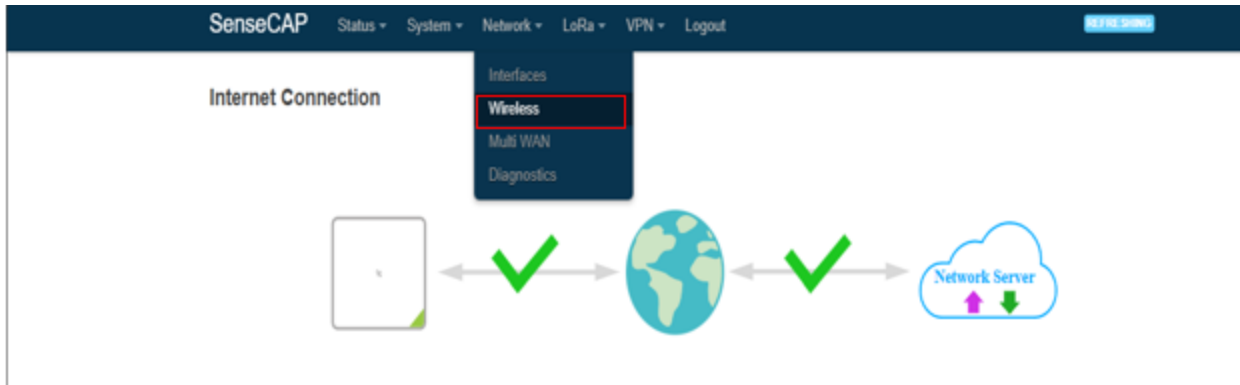 SenseCAP Status System Network LoRa VPN Logout REFRESHING
Interfaces
Internet Connection
Wireless
Multi WAN
Diagnostics
Network Server